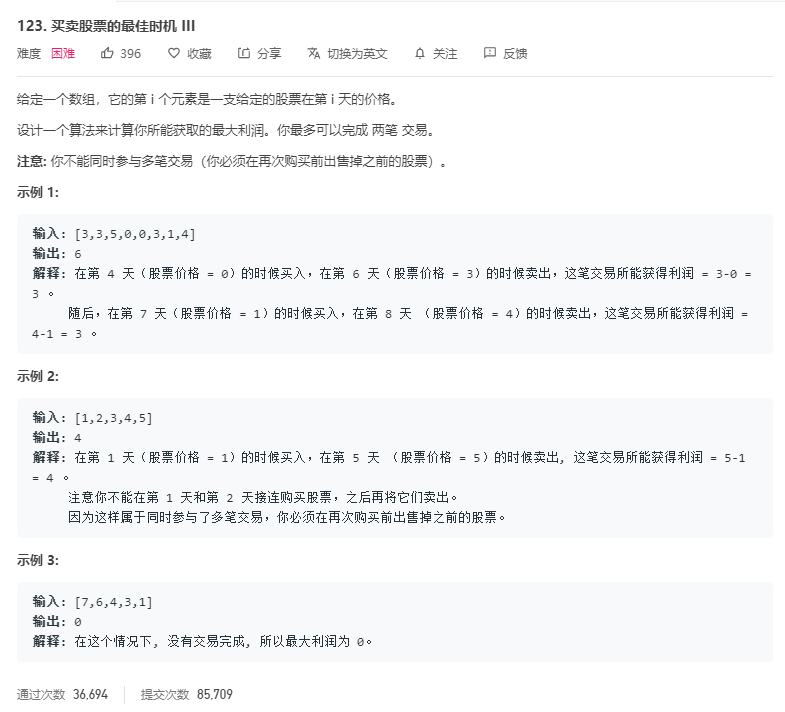 123. 买卖股票的最佳时机 III
难度 困难 396 收藏 分享 切换为英文 关注 反馈
给定一个数组，它的第 i 个元素是一支给定的股票在第 i 天的价格。
设计一个算法来计算你所能获取的最大利润。你最多可以完成 两笔 交易。
注意: 你不能同时参与多笔交易（你必须在再次购买前出售掉之前的股票）。
示例 1:
输入: [3,3,5,0,0,3,1,4]
输出: 6
解释: 在第 4 天（股票价格 = 0）的时候买入，在第 6 天（股票价格 = 3）的时候卖出，这笔交易所能获得利润 = 3-0 =
3 。
随后，在第 7 天（股票价格 = 1）的时候买入，在第 8 天 （股票价格 = 4）的时候卖出，这笔交易所能获得利润 =
4-1 = 3 。
示例 2:
输入: [1,2,3,4,5]
输出: 4
解释: 在第 1 天（股票价格 = 1）的时候买入，在第 5 天 （股票价格 = 5）的时候卖出, 这笔交易所能获得利润 = 5-1
= 4 。
注意你不能在第 1 天和第 2 天接连购买股票，之后再将它们卖出。
因为这样属于同时参与了多笔交易，你必须在再次购买前出售掉之前的股票。
示例 3:
输入: [7,6,4,3,1]
输出: 0
解释: 在这个情况下, 没有交易完成, 所以最大利润为 0。
通过次数 36,694 提交次数 85,709